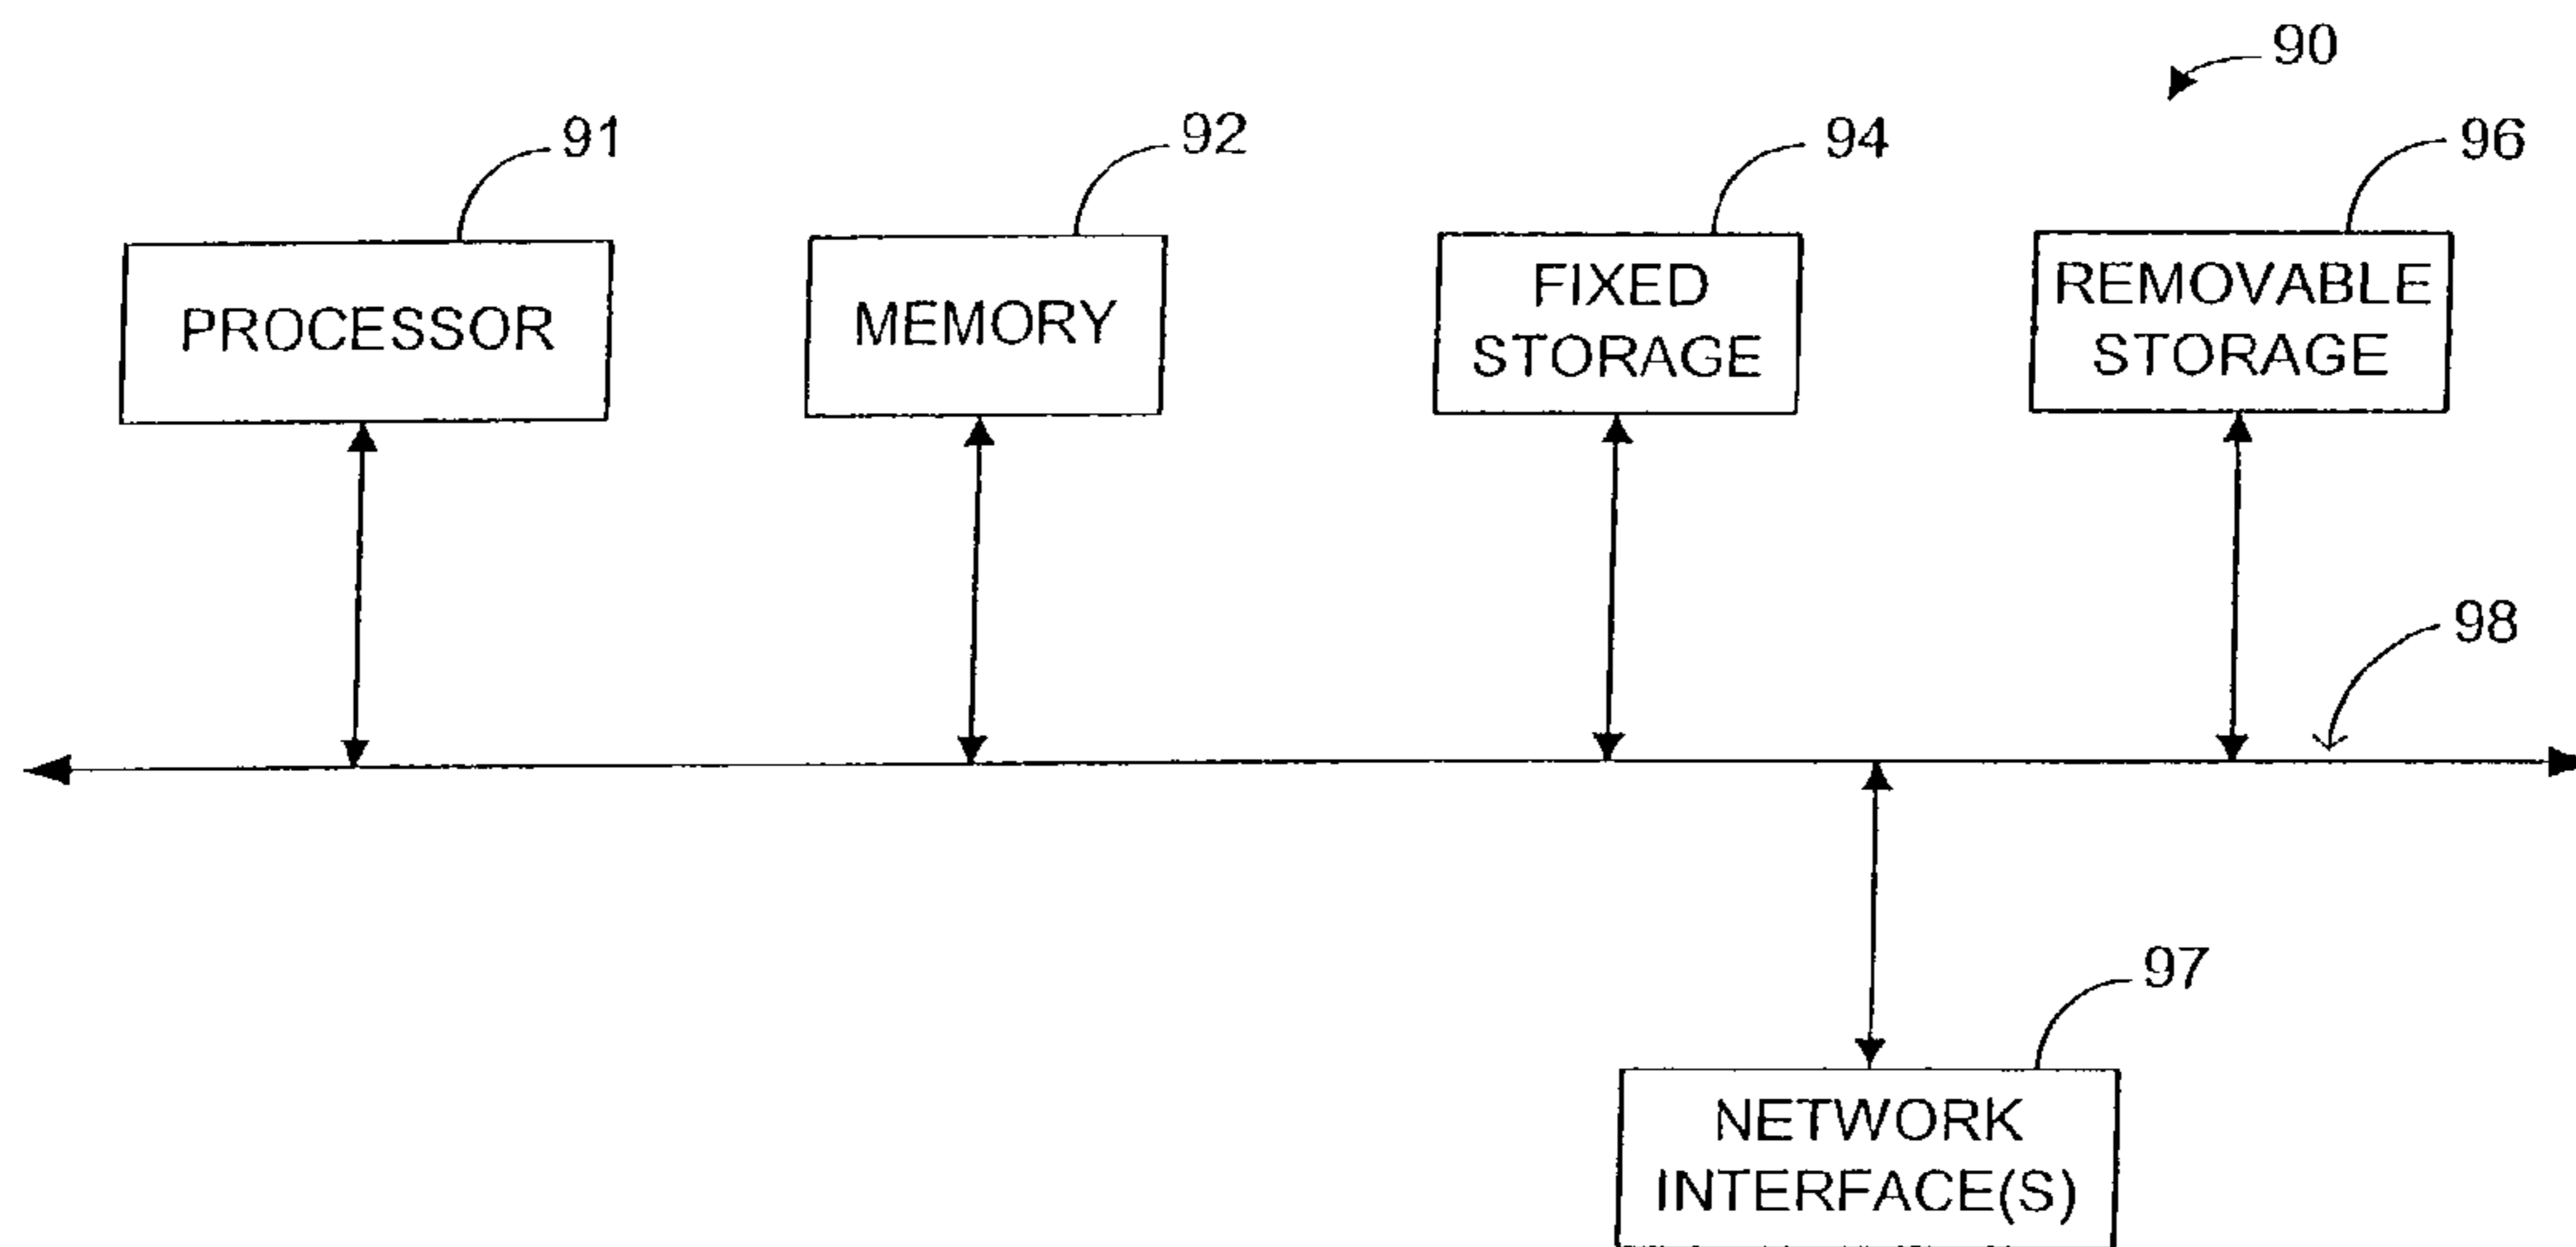 90
91
92
94
96
PROCESSOR
MEMORY
FIXED
STORAGE
REMOVABLE
STORAGE
98
97
NETWORK
INTERFACE(S)